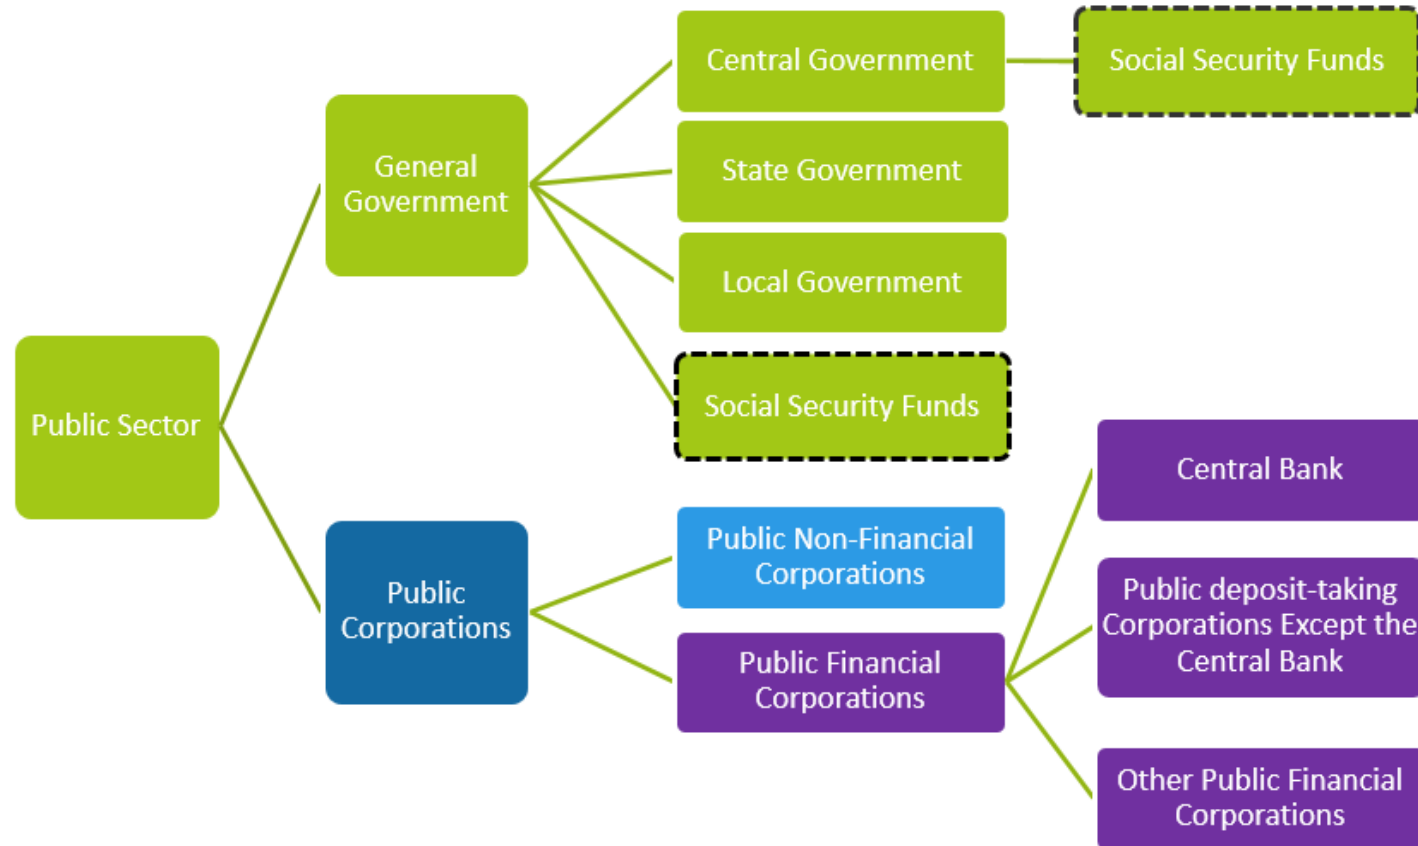 Public Sector
General
Government
Central Government
Social Security Funds
State Government
Local Government
Social Security Funds
Public
Corporations
Public Non-Financial
Corporations
Public Financial
Corporations
Central Bank
Public deposit-taking
Corporations Except the
Central Bank
Other Public Financial
Corporations